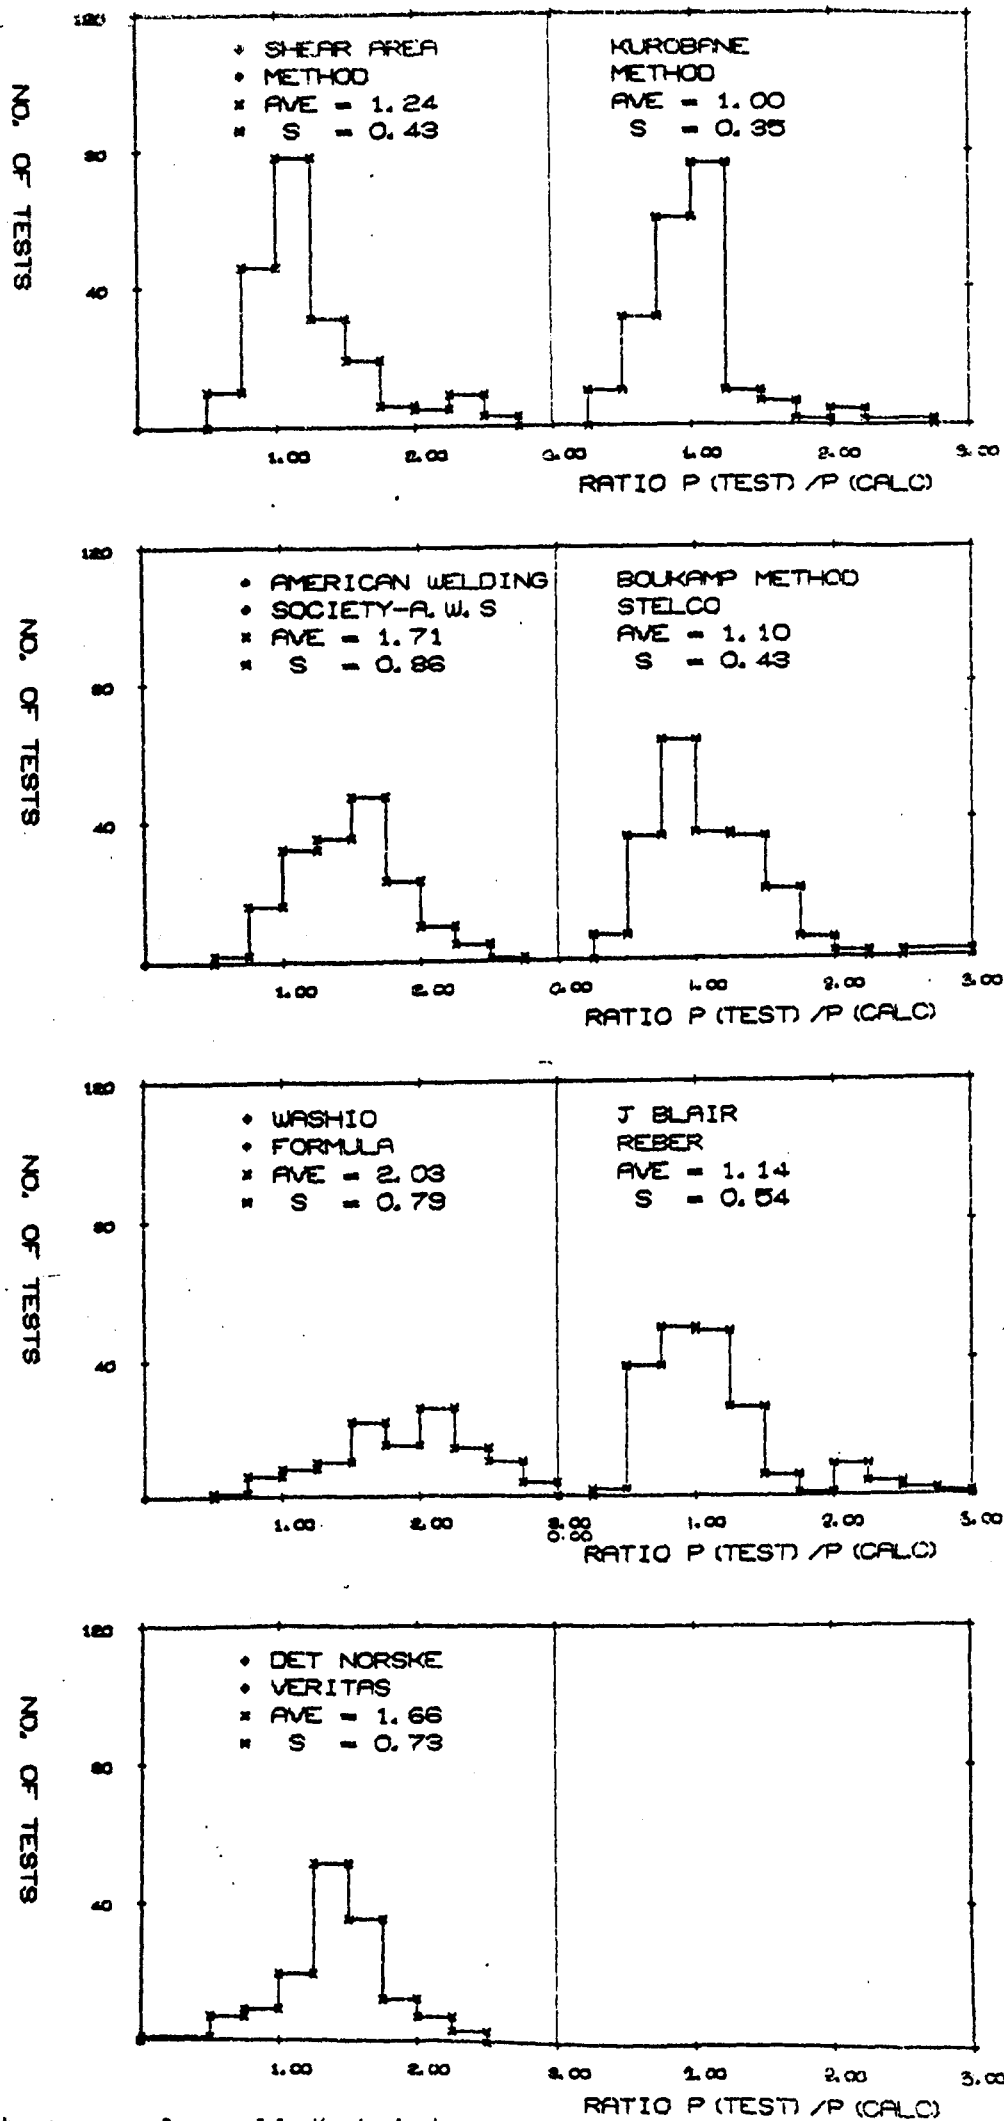 120
SHEAR AREA
METHOD
AVE = 1.24
S = 0.43
KUROBANE
METHOD
AVE = 1.00
S = 0.35
80
40
NO. OF TESTS
1.00 2.00 0.00 1.00 2.00 3.00
RATIO P (TEST) /P (CALC)
120
AMERICAN WELDING
SOCIETY-A.W.S
AVE = 1.71
S = 0.86
BOUKAMP METHOD
STELCO
AVE = 1.10
S = 0.43
80
40
NO. OF TESTS
1.00 2.00 0.00 1.00 2.00 3.00
RATIO P (TEST) /P (CALC)
120
WASHIO
FORMULA
AVE = 2.03
S = 0.79
J BLAIR
REBER
AVE = 1.14
S = 0.54
80
40
NO. OF TESTS
1.00 2.00 3.00 1.00 2.00 3.00
0.00
RATIO P (TEST) /P (CALC)
120
DET NORSKE
VERITAS
AVE = 1.66
S = 0.73
80
40
NO. OF TESTS
1.00 2.00 3.00 1.00 2.00 3.00
RATIO P (TEST) /P (CALC)